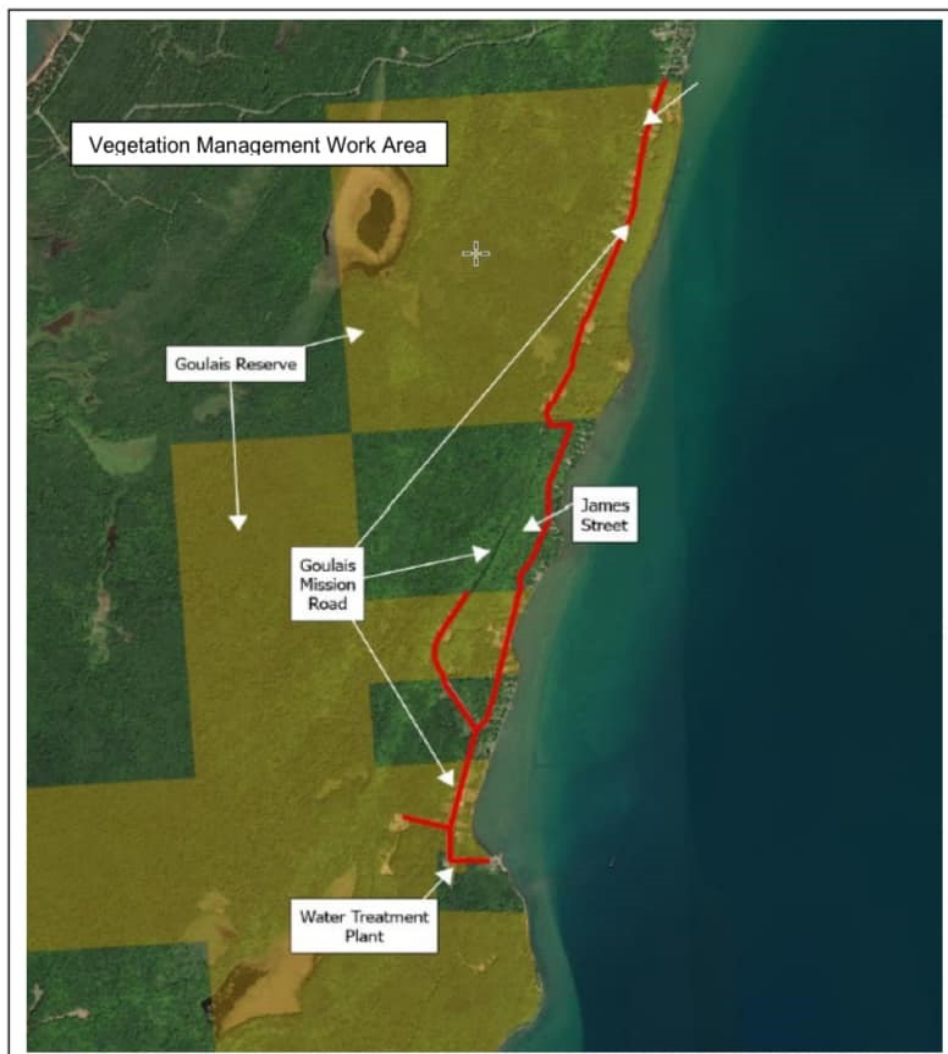 Vegetation Management Work Area
Goulais Reserve
James
Street
Goulais
Mission
Road
Water Treatment
Plant